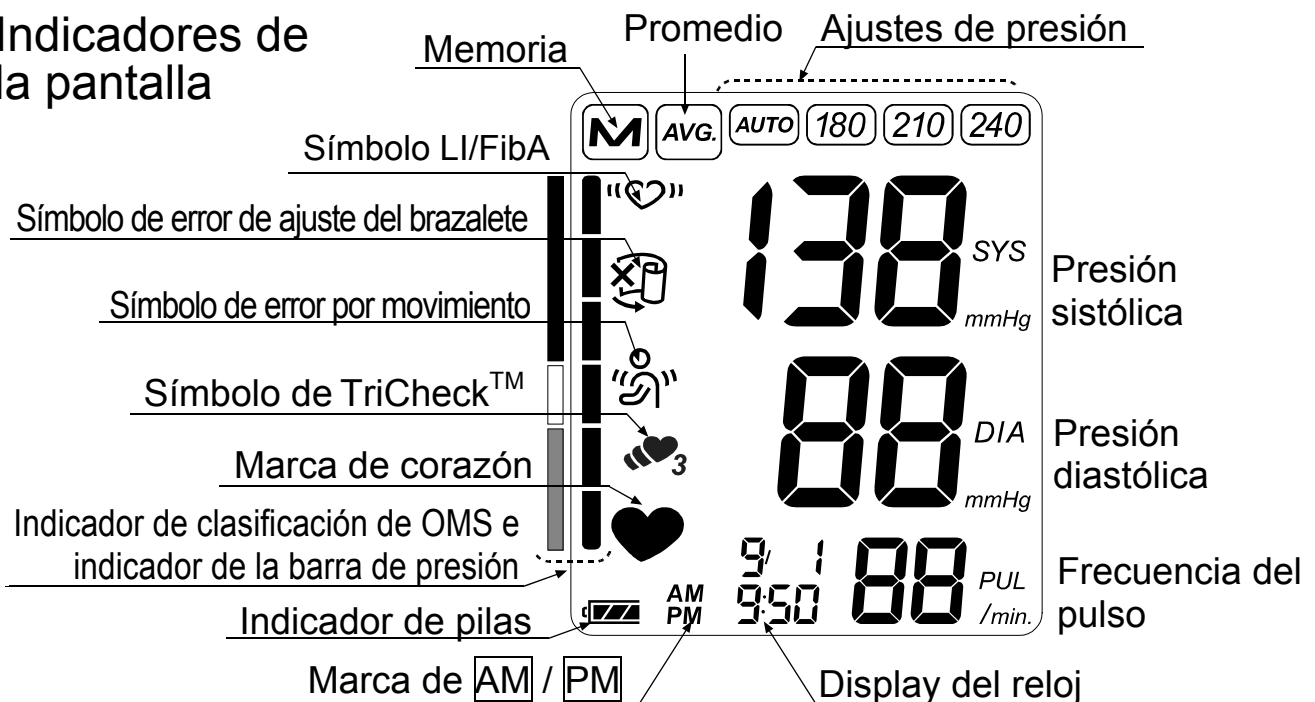 Indicadores de
la pantalla
Memoria
Promedio
Ajustes de presión
M AVG. AUTO 180 210 240
Símbolo LI/FibA
Símbolo de error de ajuste del brazalete
138 SYS
mmHg
Presión
sistólica
Símbolo de error por movimiento
Símbolo de TriCheck™
3
88 DIA
mmHg
Presión
diastólica
Marca de corazón
Indicador de clasificación de OMS e
indicador de la barra de presión
9/ 1
88 PUL
/min.
Frecuencia del
pulso
Indicador de pilas
AM
PM
9:50
Marca de AM / PM
Display del reloj